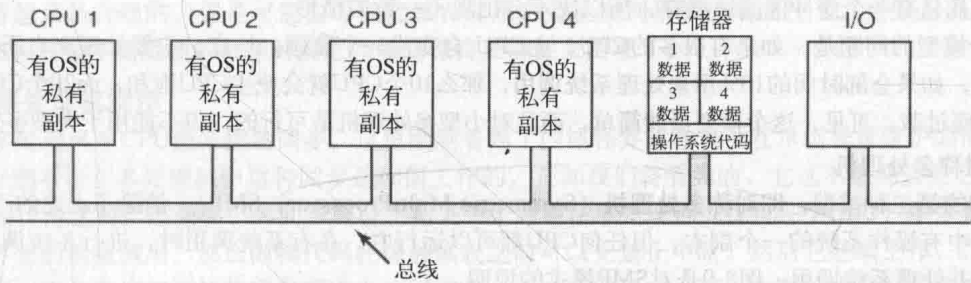 CPU 1
有OS的
私有
副本
CPU 2
有OS的
私有
副本
CPU 3
有OS的
私有
副本
CPU 4
有OS的
私有
副本
存储器
1 2
数据 数据
数据 数据
操作系统代码
I/O
总线